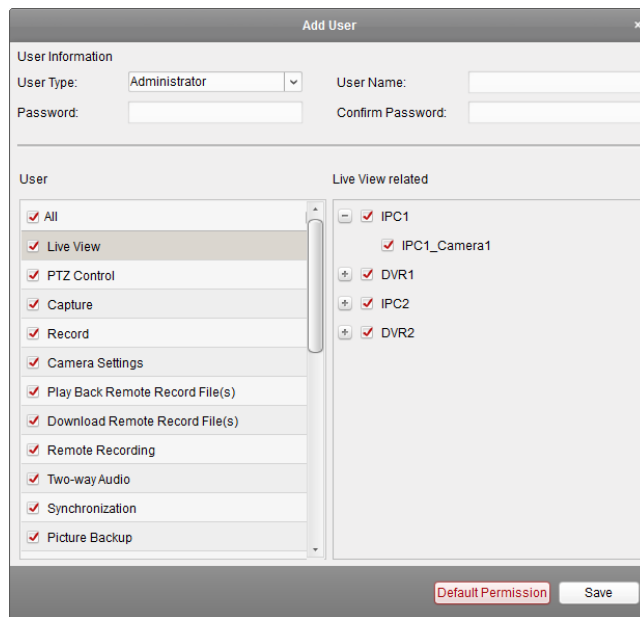 Add User
User Information
User Type: Administrator User Name:
Password: Confirm Password:
User
All
Live View
PTZ Control
Capture
Record
Camera Settings
Play Back Remote Record File(s)
Download Remote Record File(s)
Remote Recording
Two-way Audio
Synchronization
Picture Backup
Live View related
IPC1
IPC1_Camera1
DVR1
IPC2
DVR2
Default Permission Save